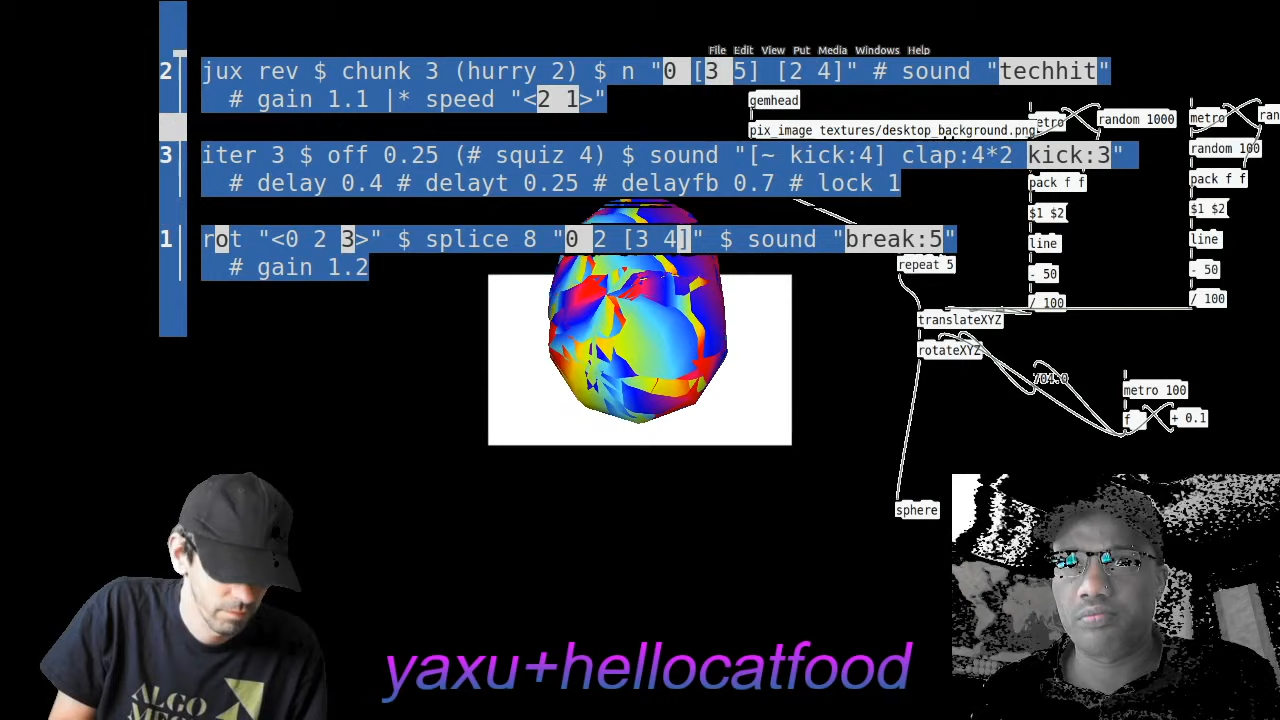 File Edit View Put Media Windows Help
2 jux rev $ chunk 3 (hurry 2) $ n "0 [3 5] [2 4]" # sound "techhit"
# gain 1.1 |* speed "<2 1>"
3 iter 3 $ off 0.25 (# squiz 4) $ sound "[~ kick:4] clap:4*2 kick:3"
# delay 0.4 # delayt 0.25 # delayfb 0.7 # lock 1
1 rot "<0 2 3>" $ splice 8 "0 2 [3 4]" $ sound "break:5"
# gain 1.2
gemhead
pix_image textures/desktop_background.png
repeat 5
translateXYZ
rotateXYZ
sphere
random 1000
pack f f
$1 $2
line
- 50
/ 100
metro
random 100
pack f f
$1 $2
line
- 50
/ 100
704.0
metro 100
f
+ 0.1
ALGO
yaxu+hellocatfood